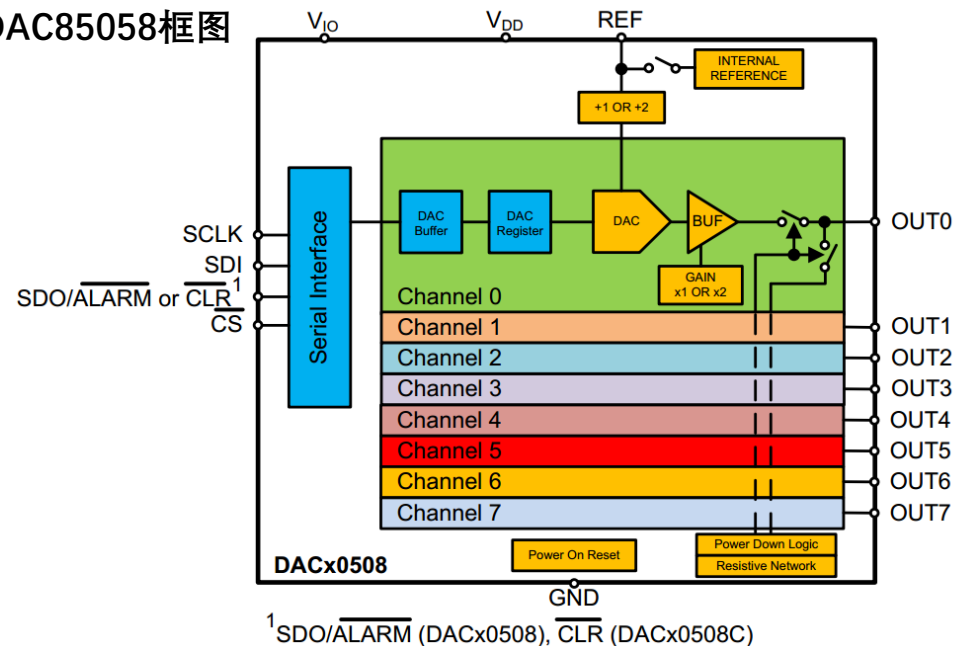 DAC85058框图
VIO
VDD
REF
INTERNAL
REFERENCE
+1 OR +2
Serial Interface
SCLK
SDI
SDO/ALARM or CLR1
CS
DAC
Buffer
DAC
Register
DAC
BUF
GAIN
x1 OR x2
OUT0
Channel 0
Channel 1
OUT1
Channel 2
OUT2
Channel 3
OUT3
Channel 4
OUT4
Channel 5
OUT5
Channel 6
OUT6
Channel 7
OUT7
Power On Reset
Power Down Logic
Resistive Network
DACx0508
GND
1SDO/ALARM (DACx0508), CLR (DACx0508C)